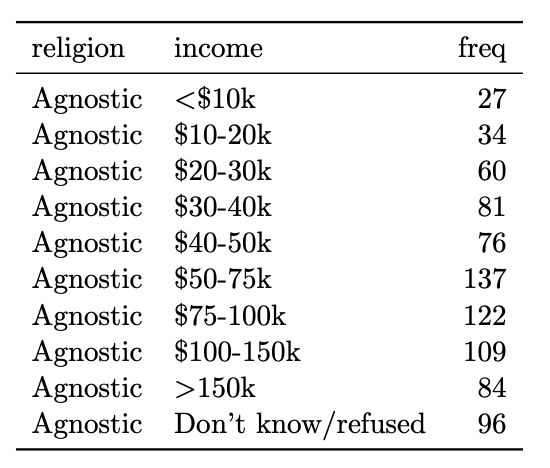 religion income freq
Agnostic <$10k 27
Agnostic $10-20k 34
Agnostic $20-30k 60
Agnostic $30-40k 81
Agnostic $40-50k 76
Agnostic $50-75k 137
Agnostic $75-100k 122
Agnostic $100-150k 109
Agnostic >150k 84
Agnostic Don't know/refused 96